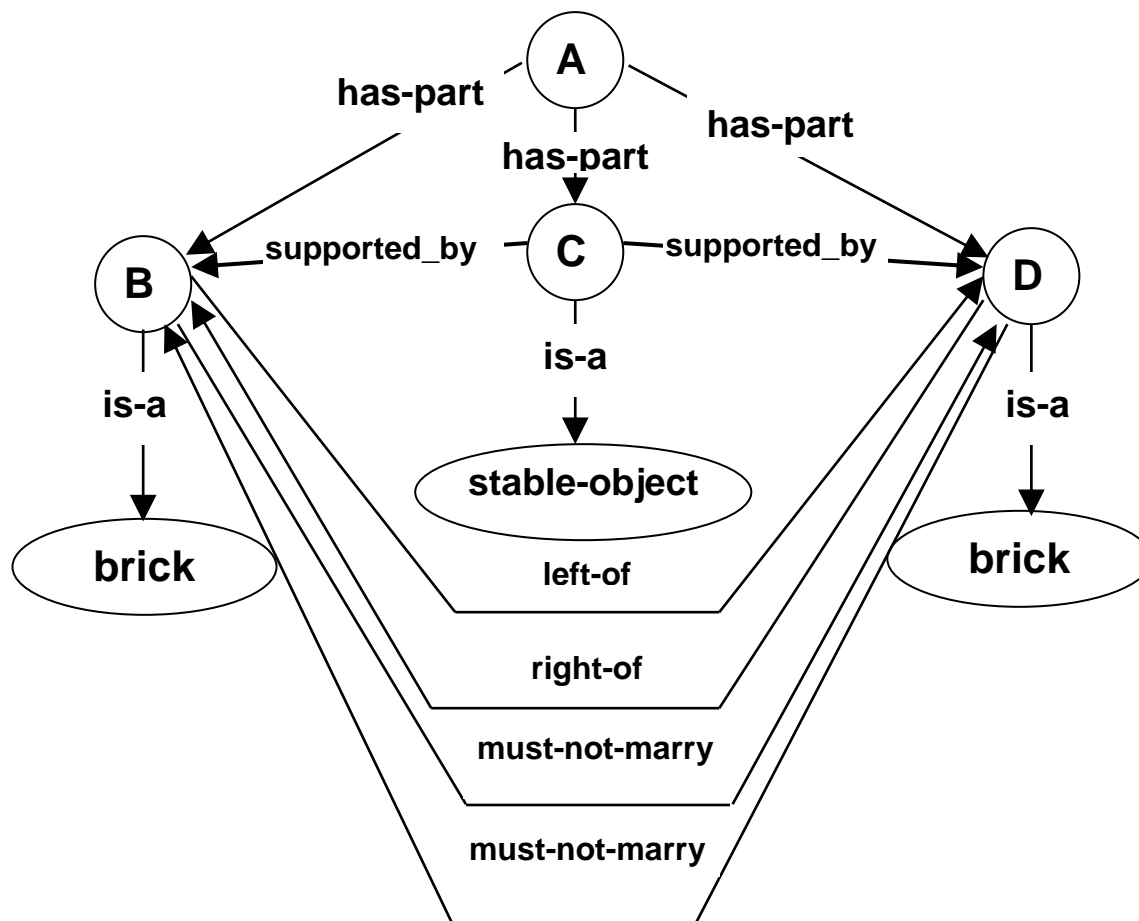 A
has-part
has-part
has-part
supported_by
C
supported_by
B
D
is-a
is-a
is-a
stable-object
brick
brick
left-of
right-of
must-not-marry
must-not-marry